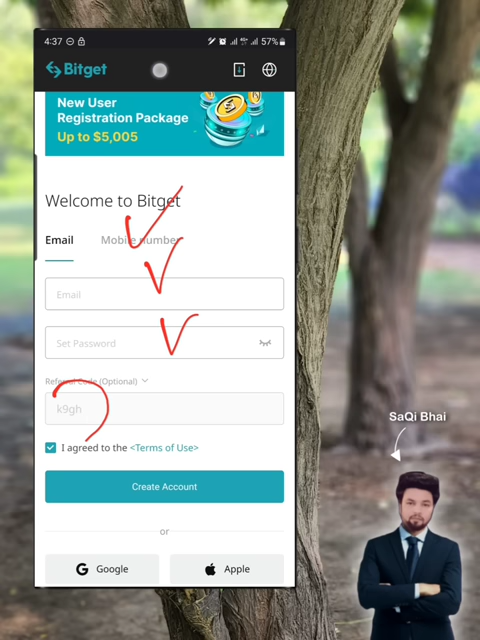 4:37
57%
Bitget
New User
Registration Package
Up to $5,005
Welcome to Bitget
Email
Mobile number
Email
Set Password
Referral Code (Optional)
k9gh
I agreed to the <Terms of Use>
Create Account
or
Google
Apple
SaQi Bhai